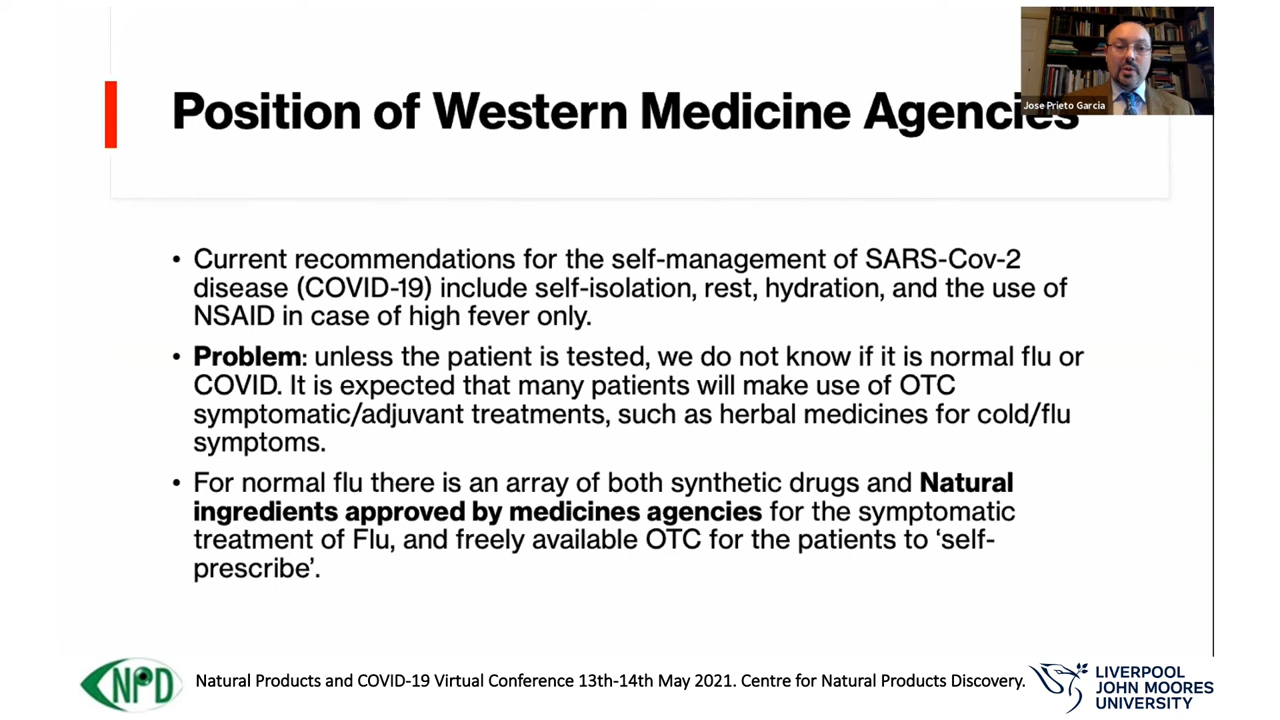 Jose Prieto Garcia
Position of Western Medicine Agencies
• Current recommendations for the self-management of SARS-Cov-2
disease (COVID-19) include self-isolation, rest, hydration, and the use of
NSAID in case of high fever only.
• Problem: unless the patient is tested, we do not know if it is normal flu or
COVID. It is expected that many patients will make use of OTC
symptomatic/adjuvant treatments, such as herbal medicines for cold/flu
symptoms.
• For normal flu there is an array of both synthetic drugs and Natural
ingredients approved by medicines agencies for the symptomatic
treatment of Flu, and freely available OTC for the patients to ‘self-
prescribe’.
NPD
Natural Products and COVID-19 Virtual Conference 13th-14th May 2021. Centre for Natural Products Discovery.
LIVERPOOL
JOHN MOORES
UNIVERSITY